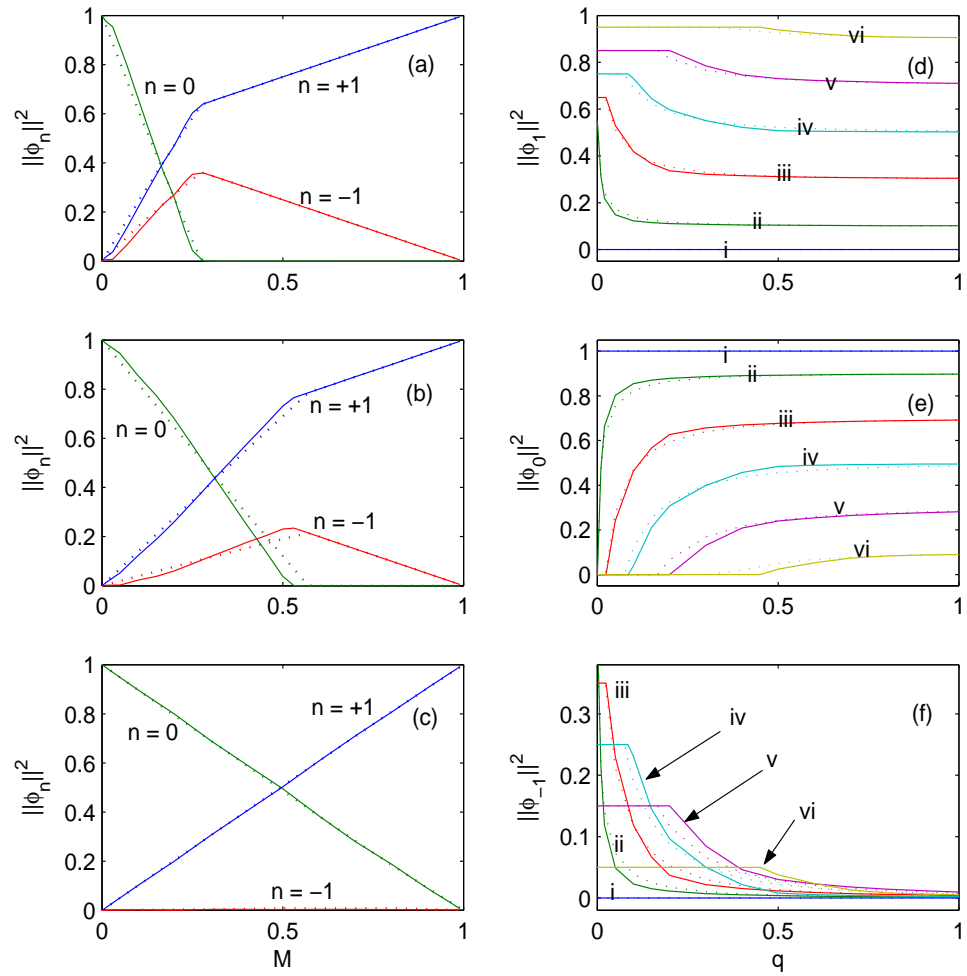 (a)
n = 0
n = +1
n = −1
||ϕn||^2
1
0.8
0.6
0.4
0.2
0
0 0.5 1
(b)
n = 0
n = +1
n = −1
||ϕn||^2
1
0.8
0.6
0.4
0.2
0
0 0.5 1
(c)
n = 0
n = +1
n = −1
||ϕn||^2
1
0.8
0.6
0.4
0.2
0
0 0.5 1
M
(d)
vi
v
iv
iii
ii
i
||ϕ1||^2
1
0.8
0.6
0.4
0.2
0
0 0.5 1
(e)
i
ii
iii
iv
v
vi
||ϕ0||^2
1
0.8
0.6
0.4
0.2
0
0 0.5 1
(f)
iii
iv
v
vi
ii
i
||ϕ−1||^2
0.3
0.2
0.1
0
0 0.5 1
q